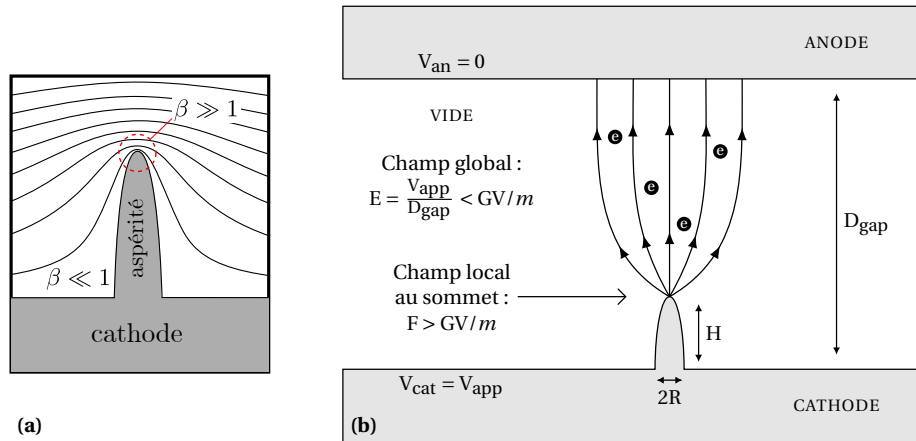 β ≫ 1
β ≪ 1
aspérité
cathode
(a)
ANODE
V_an = 0
VIDE
Champ global :
E = V_app / D_gap < GV/m
e
e
e
e
D_gap
Champ local
au sommet :
F > GV/m
H
V_cat = V_app
2R
CATHODE
(b)